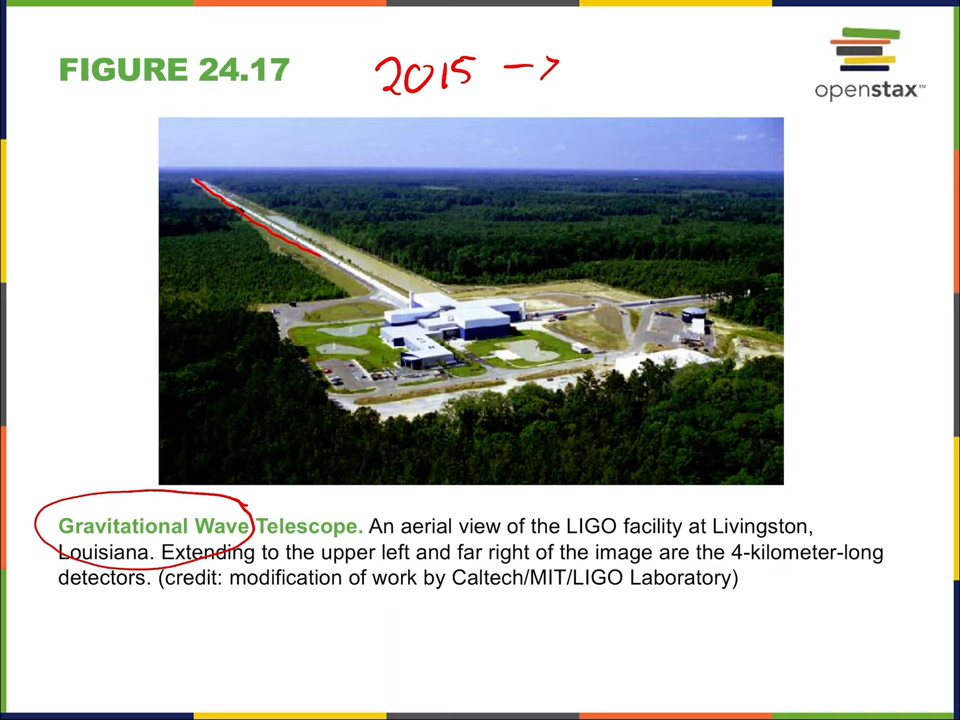 FIGURE 24.17
2015 →
openstax™
Gravitational Wave Telescope. An aerial view of the LIGO facility at Livingston,
Louisiana. Extending to the upper left and far right of the image are the 4-kilometer-long
detectors. (credit: modification of work by Caltech/MIT/LIGO Laboratory)